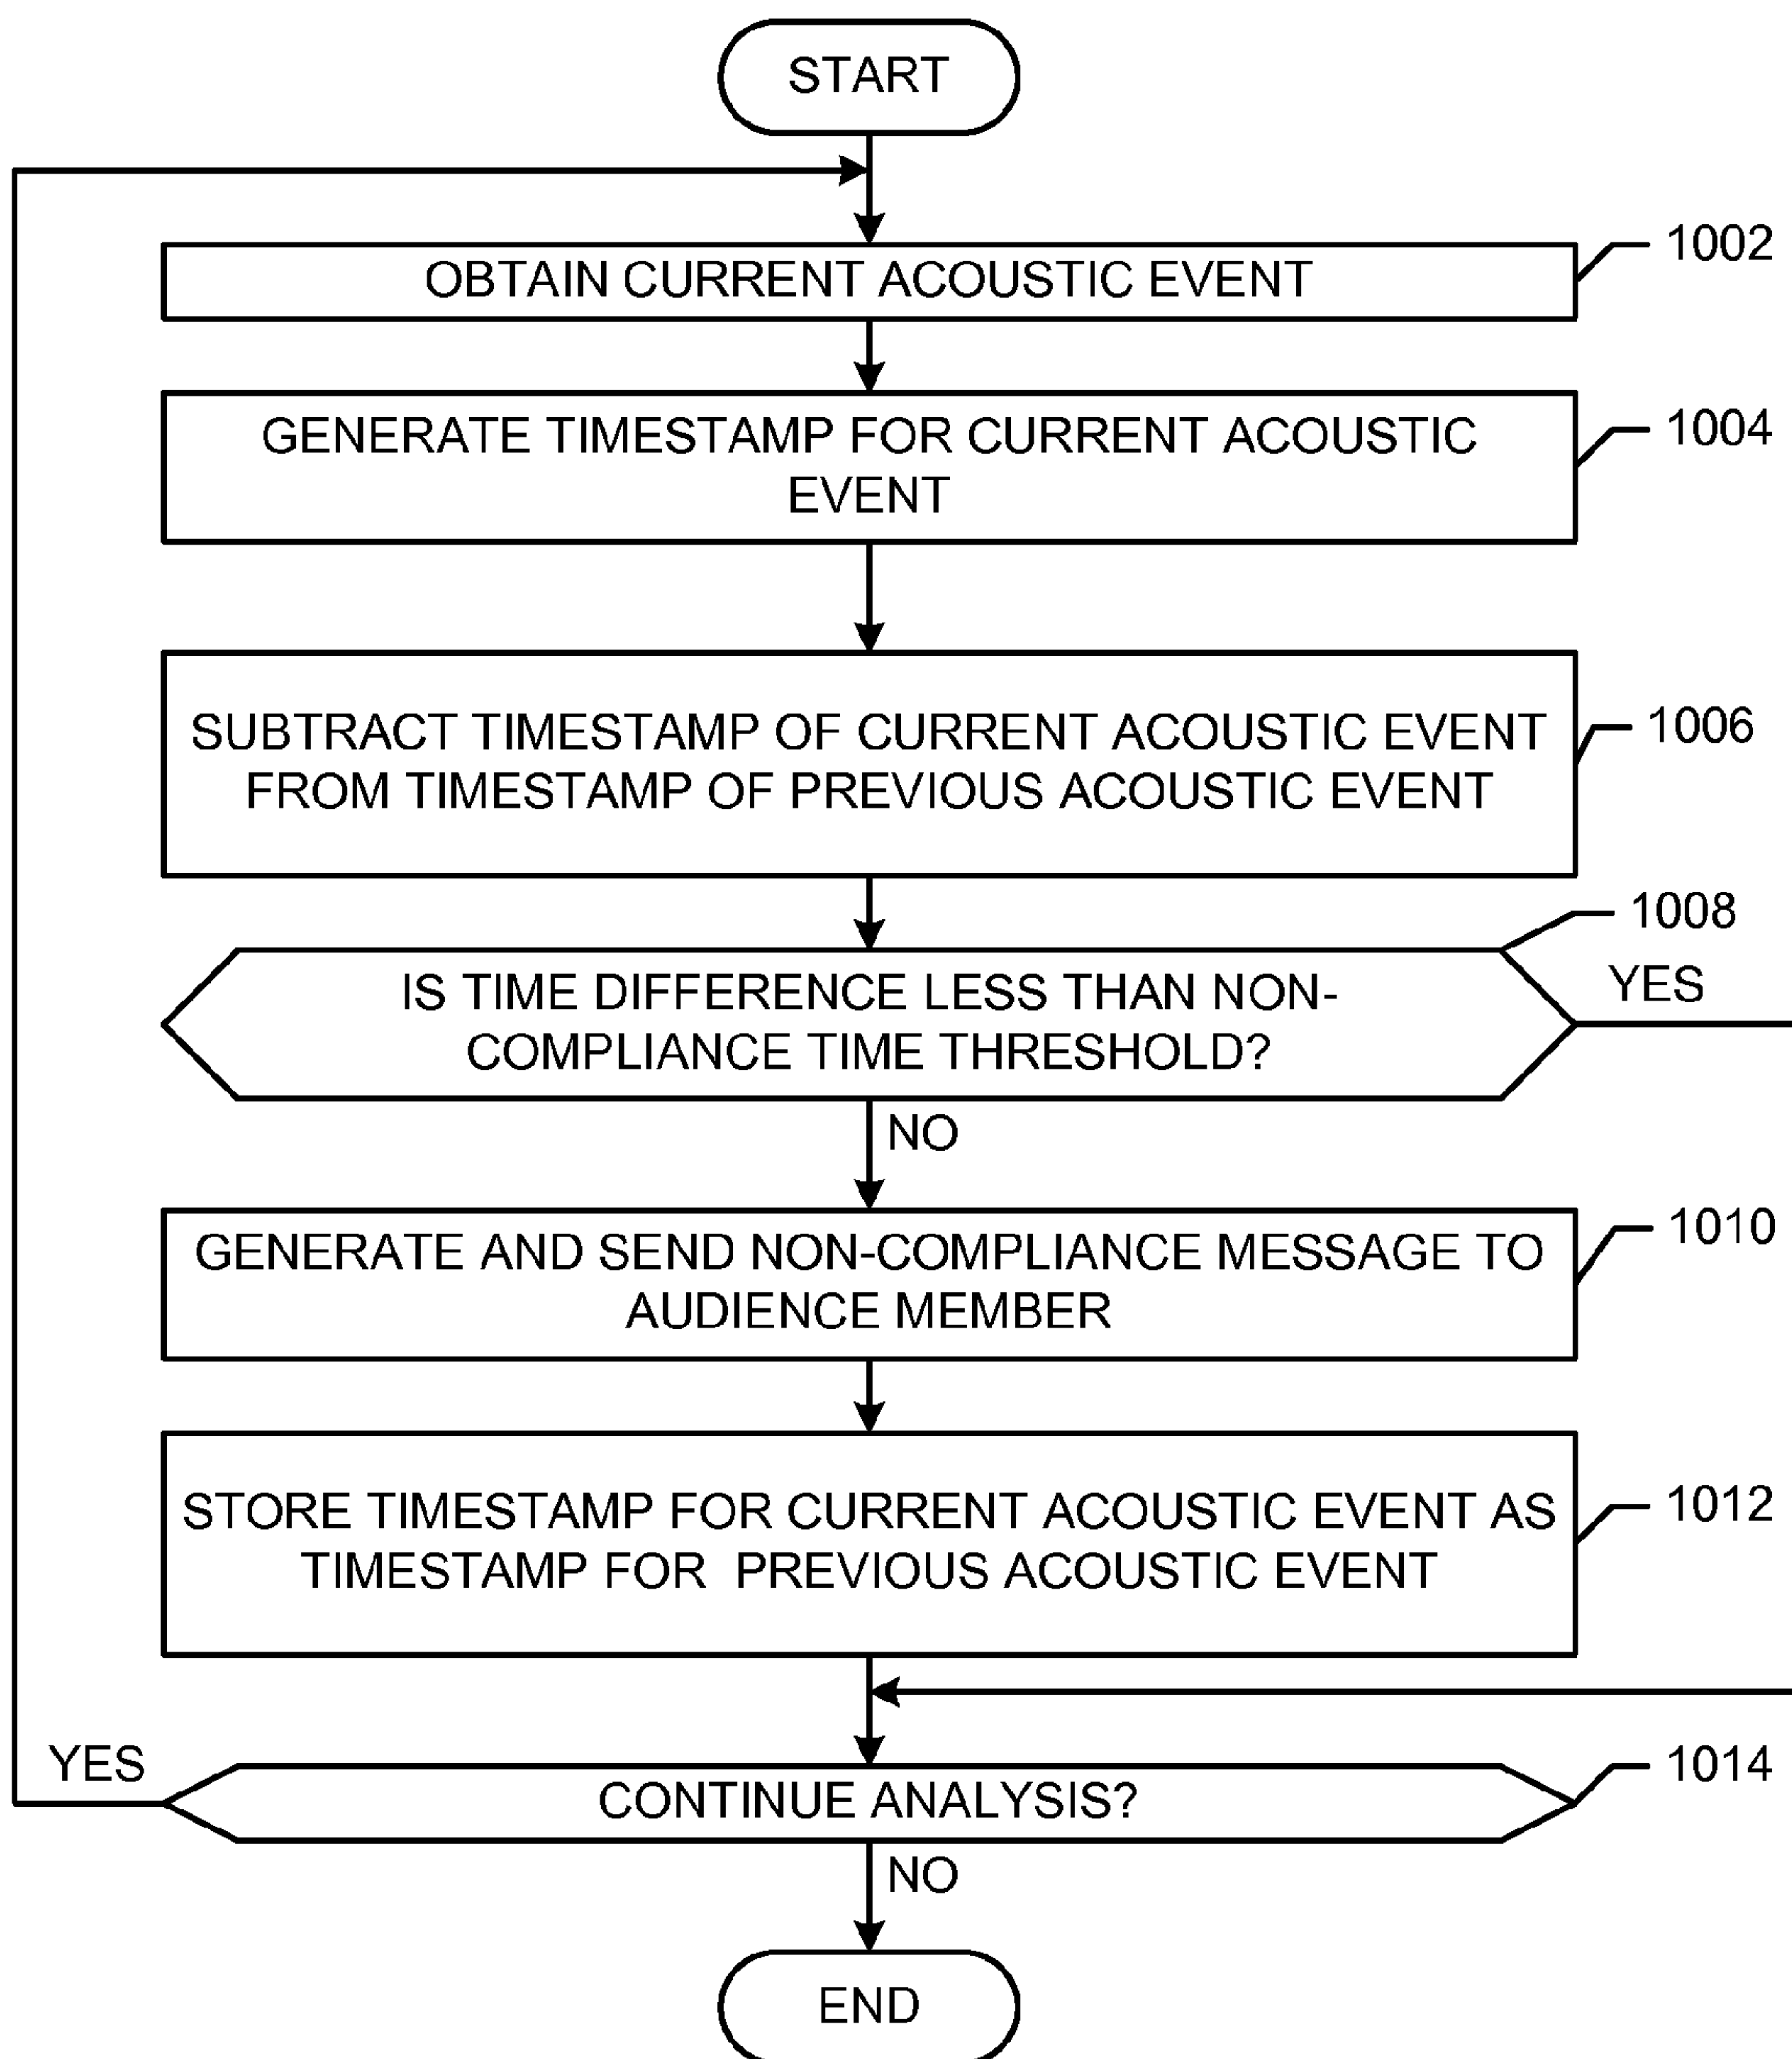 START
OBTAIN CURRENT ACOUSTIC EVENT
1002
GENERATE TIMESTAMP FOR CURRENT ACOUSTIC
EVENT
1004
SUBTRACT TIMESTAMP OF CURRENT ACOUSTIC EVENT
FROM TIMESTAMP OF PREVIOUS ACOUSTIC EVENT
1006
1008
IS TIME DIFFERENCE LESS THAN NON-
COMPLIANCE TIME THRESHOLD?
YES
NO
GENERATE AND SEND NON-COMPLIANCE MESSAGE TO
AUDIENCE MEMBER
1010
STORE TIMESTAMP FOR CURRENT ACOUSTIC EVENT AS
TIMESTAMP FOR PREVIOUS ACOUSTIC EVENT
1012
YES
CONTINUE ANALYSIS?
1014
NO
END